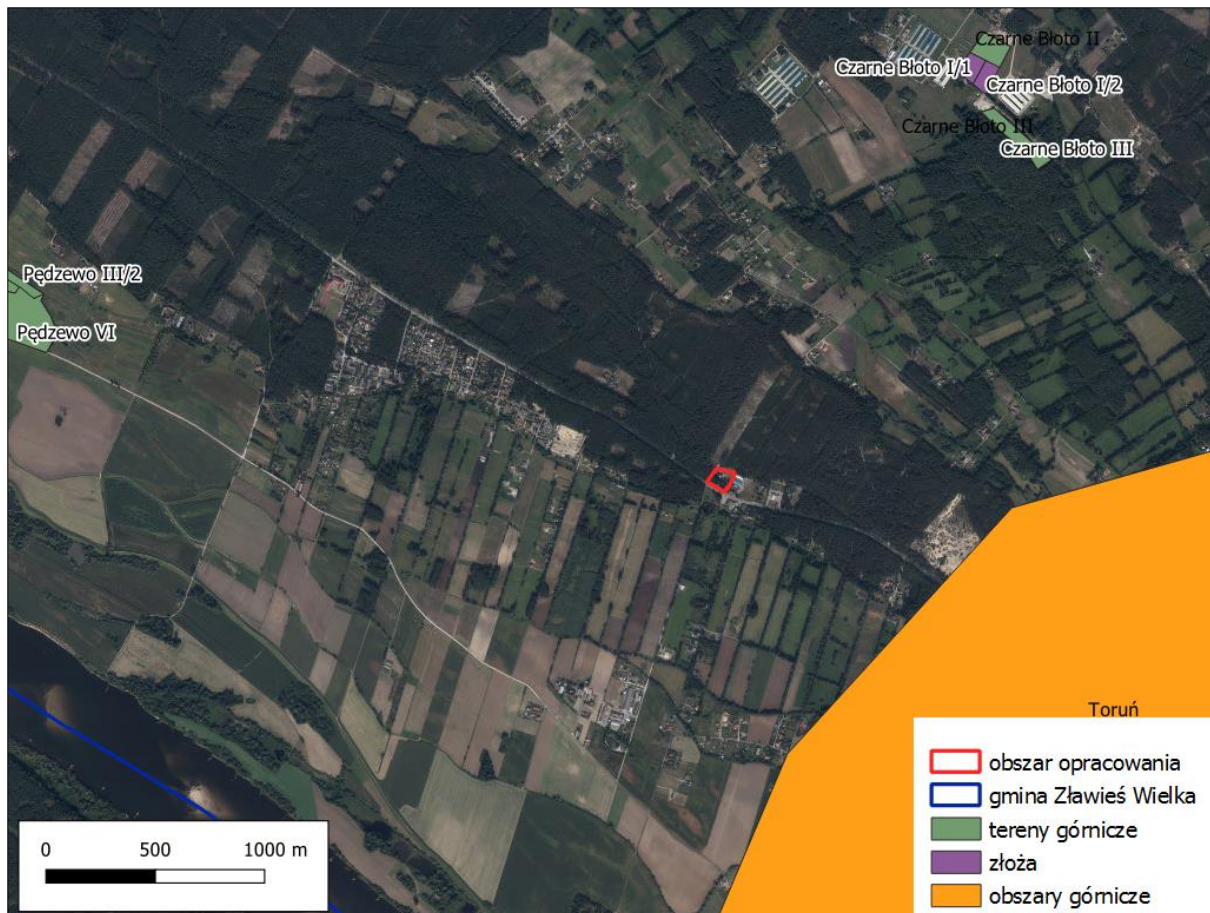 Czarne Błoto II
Czarne Błoto I/1
Czarne Błoto I/2
Czarne Błoto III
Czarne Błoto III
Pędzewo III/2
Pędzewo VI
Toruń
obszar opracowania
gmina Zławieś Wielka
tereny górnicze
złoża
obszary górnicze
0 500 1000 m